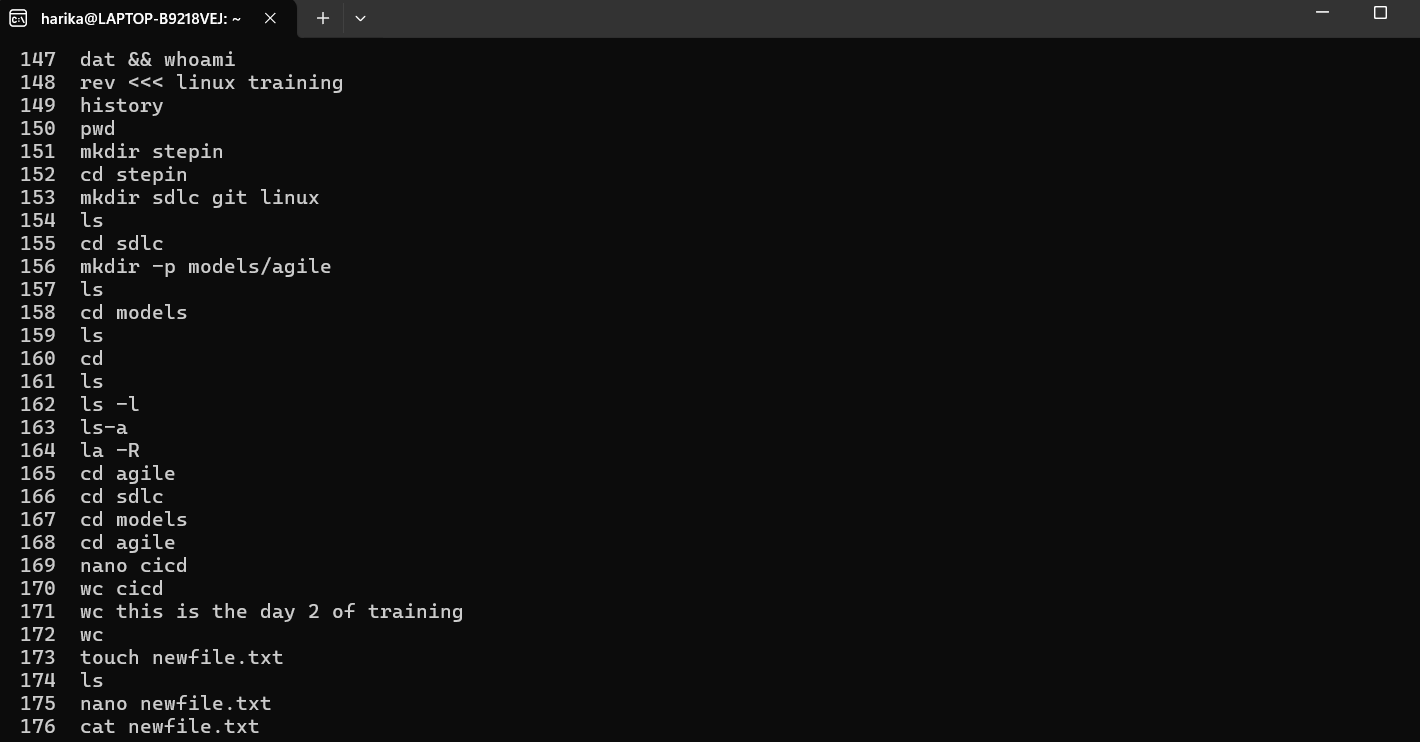 harika@LAPTOP-B9218VEJ: ~
147 dat && whoami
148 rev <<< linux training
149 history
150 pwd
151 mkdir stepin
152 cd stepin
153 mkdir sdlc git linux
154 ls
155 cd sdlc
156 mkdir -p models/agile
157 ls
158 cd models
159 ls
160 cd
161 ls
162 ls -l
163 ls-a
164 la -R
165 cd agile
166 cd sdlc
167 cd models
168 cd agile
169 nano cicd
170 wc cicd
171 wc this is the day 2 of training
172 wc
173 touch newfile.txt
174 ls
175 nano newfile.txt
176 cat newfile.txt